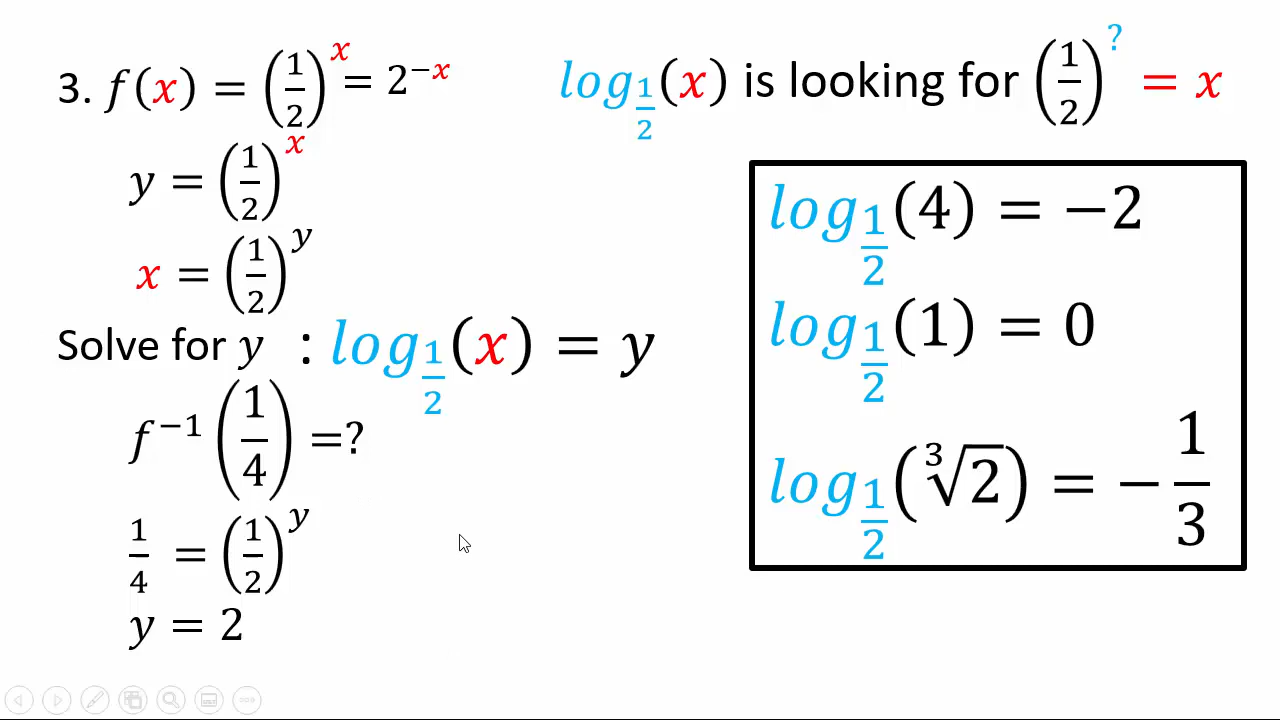 3. f(x) = (1/2)^x = 2^{-x}
y = (1/2)^x
x = (1/2)^y
Solve for y : log_{1/2}(x) = y
f^{-1}(1/4) =?
1/4 = (1/2)^y
y = 2
log_{1/2}(x) is looking for (1/2)^? = x
log_{1/2}(4) = −2
log_{1/2}(1) = 0
log_{1/2}(∛2) = −1/3